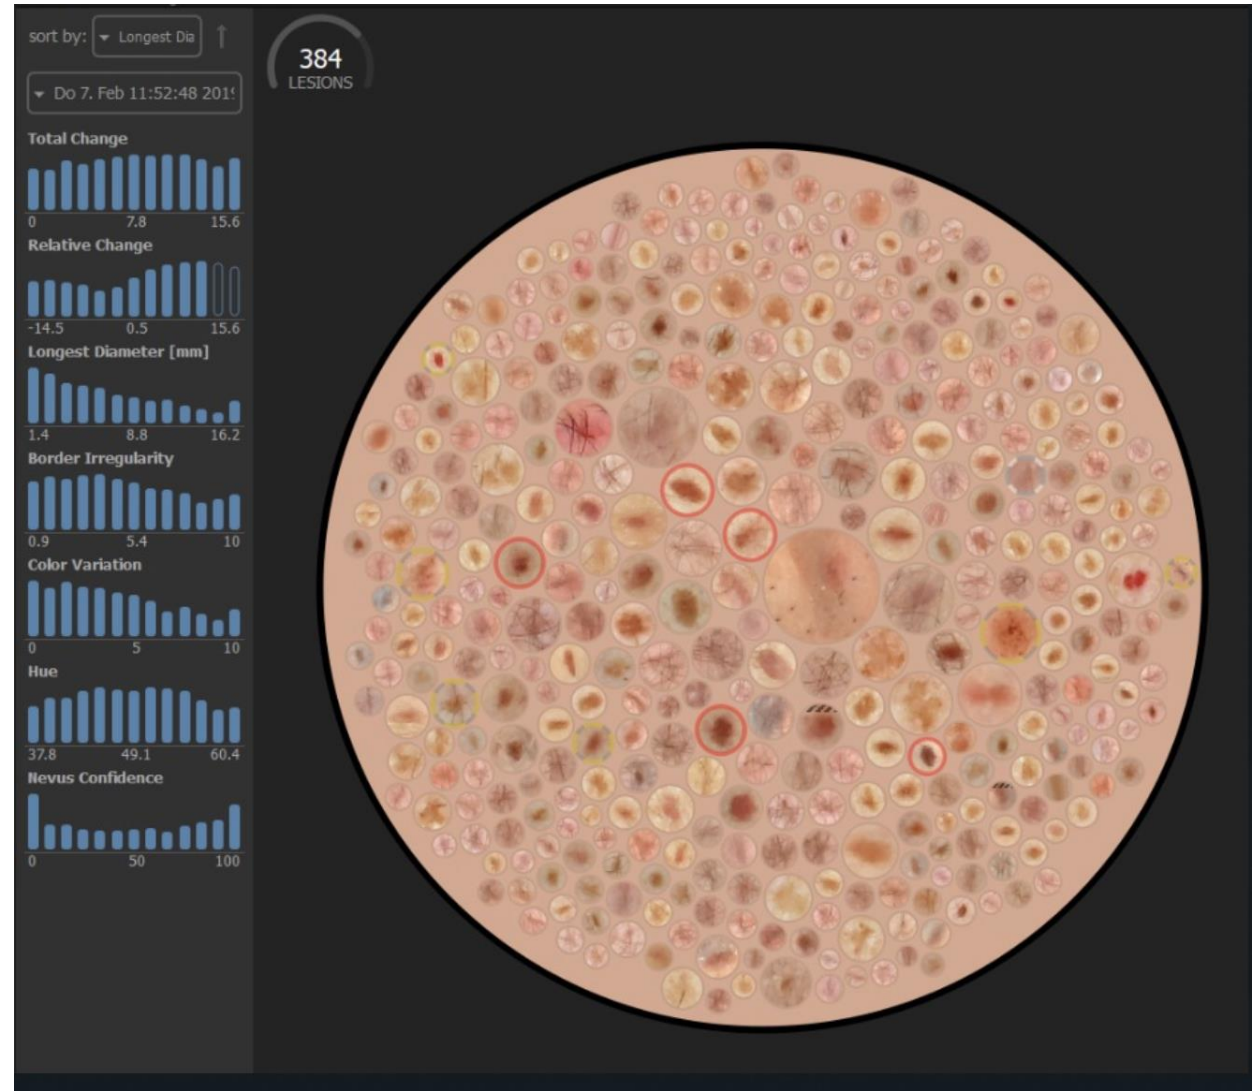 sort by: Longest Dia
384
LESIONS
Do 7. Feb 11:52:48 2019
Total Change
0 7.8 15.6
Relative Change
-14.5 0.5 15.6
Longest Diameter [mm]
1.4 8.8 16.2
Border Irregularity
0.9 5.4 10
Color Variation
0 5 10
Hue
37.8 49.1 60.4
Nevus Confidence
0 50 100